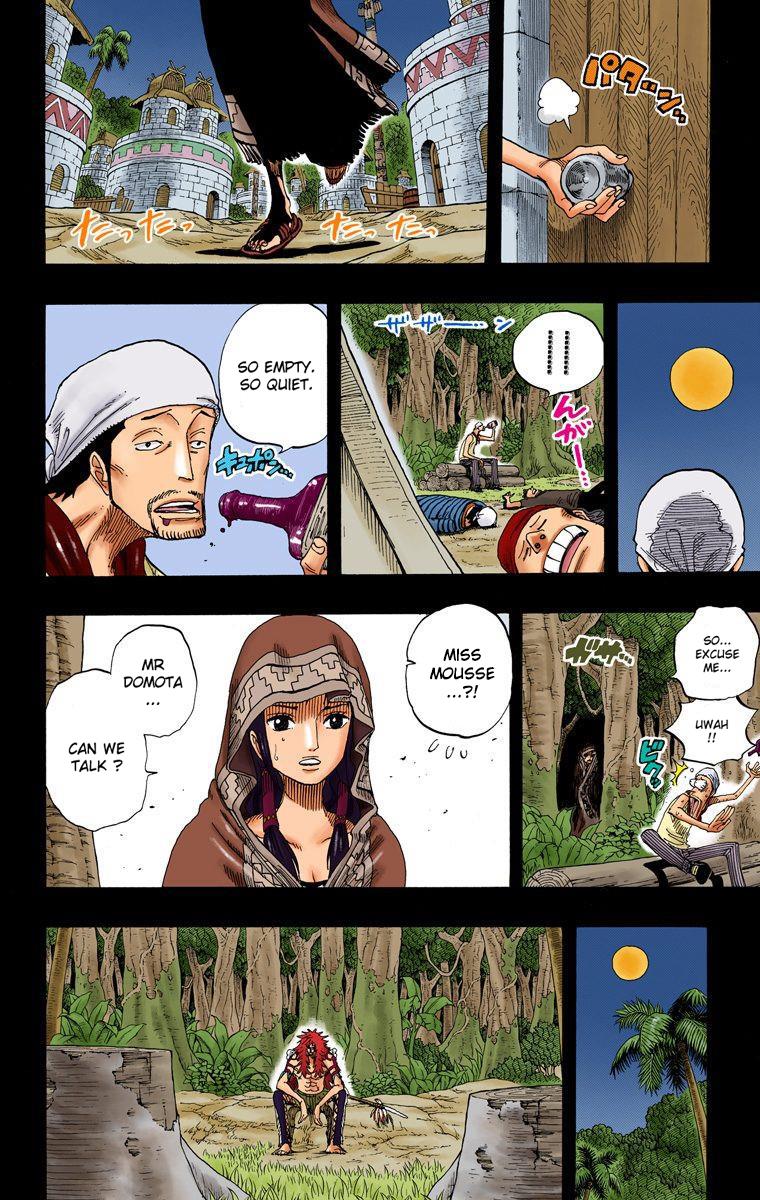 パタン
たったっ
たったっ
ザザーン
んがー…
SO EMPTY.
SO QUIET.
キュポン…
ガサ…
SO...
EXCUSE
ME...
UWAH
!!
ビクッ
MISS
MOUSSE
...?!
MR
DOMOTA
...
CAN WE
TALK ?